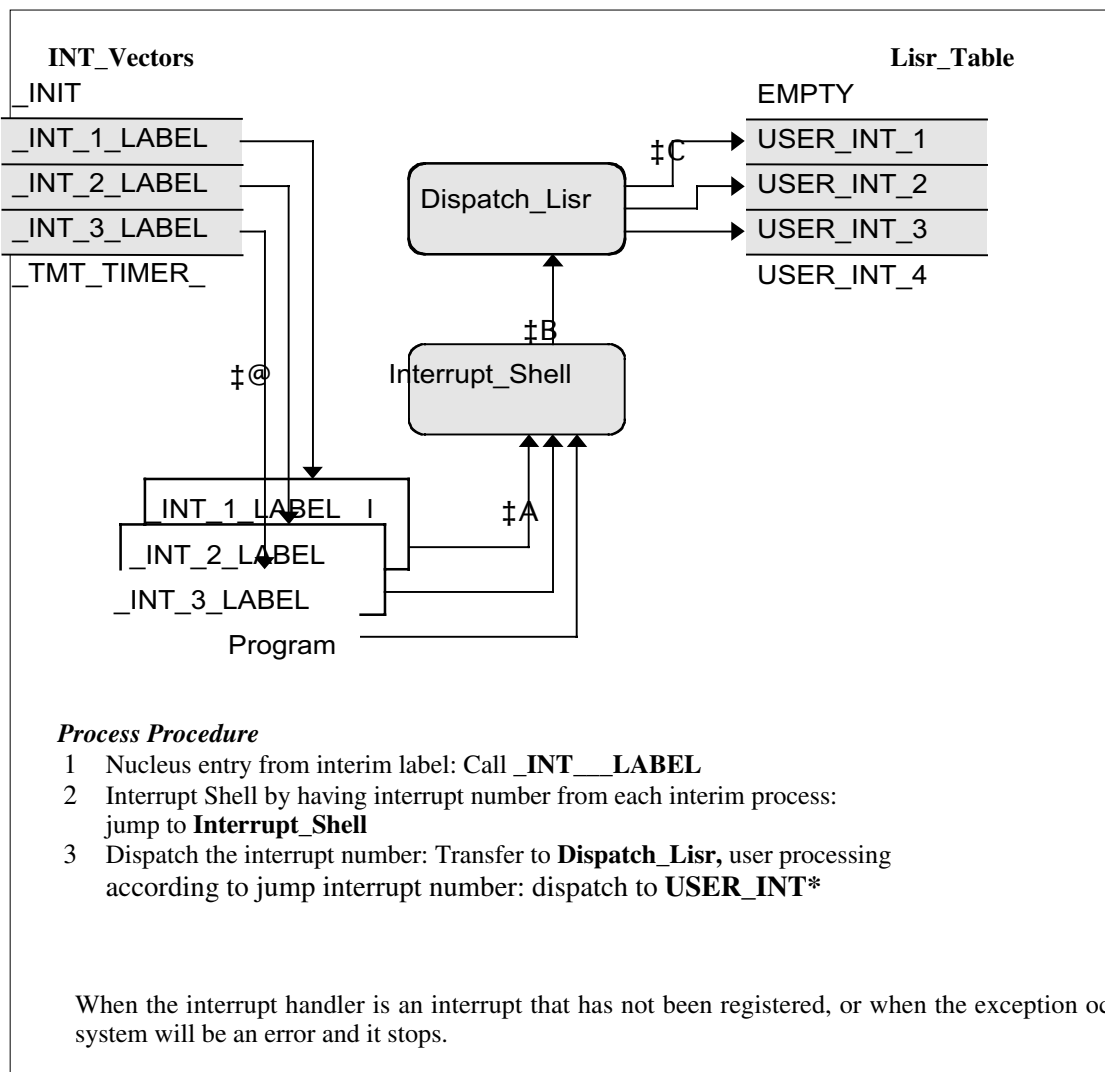 INT_Vectors
Lisr_Table
_INIT
EMPTY
_INT_1_LABEL
USER_INT_1
_INT_2_LABEL
USER_INT_2
_INT_3_LABEL
USER_INT_3
_TMT_TIMER_
USER_INT_4
‡C
Dispatch_Lisr
‡B
Interrupt_Shell
‡@
_INT_1_LABEL I
‡A
_INT_2_LABEL
_INT_3_LABEL
Program
Process Procedure
1 Nucleus entry from interim label: Call _INT___LABEL
2 Interrupt Shell by having interrupt number from each interim process:
jump to Interrupt_Shell
3 Dispatch the interrupt number: Transfer to Dispatch_Lisr, user processing
according to jump interrupt number: dispatch to USER_INT*
When the interrupt handler is an interrupt that has not been registered, or when the exception oc
system will be an error and it stops.